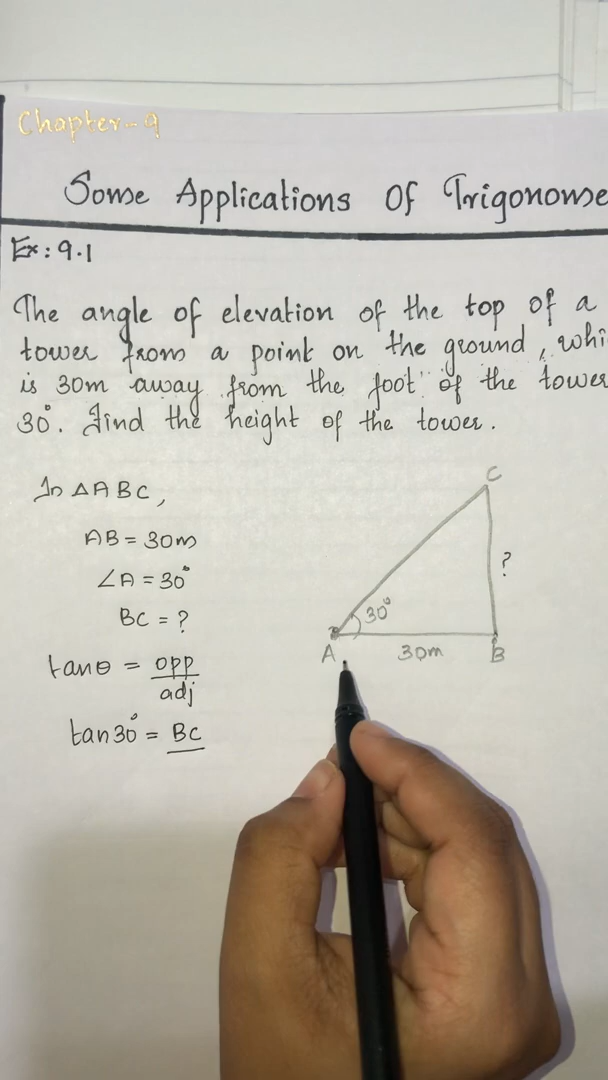 Chapter-9
Some Applications Of Trigonome
Ex: 9.1
The angle of elevation of the top of a
tower from a point on the ground, whi
is 30m away from the foot of the tower
30°. Find the height of the tower.
In △ABC,
AB = 30m
∠A = 30°
BC = ?
tanθ = opp
adj
tan30° = BC
C
?
30°
A 30m B